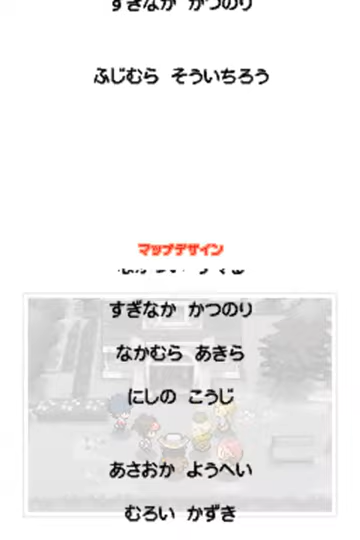 すぎなか かつのり
ふじむら そういちろう
マップデザイン
すぎなか かつのり
なかむら あきら
にしの こうじ
あさおか ようへい
むろい かずき